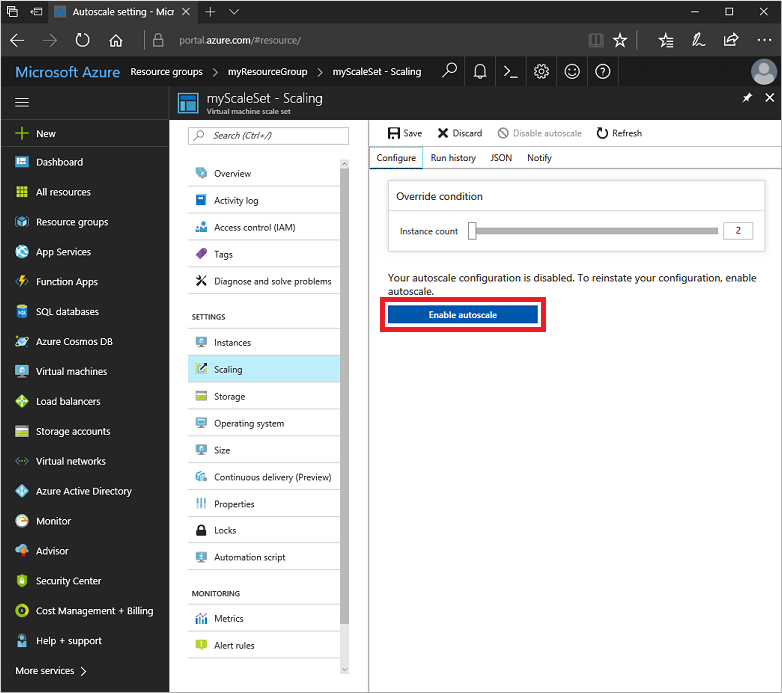 Autoscale setting - Micr
portal.azure.com/#resource/
Microsoft Azure Resource groups > myResourceGroup > myScaleSet - Scaling
myScaleSet - Scaling
Virtual machine scale set
New
Dashboard
All resources
Resource groups
App Services
Function Apps
SQL databases
Azure Cosmos DB
Virtual machines
Load balancers
Storage accounts
Virtual networks
Azure Active Directory
Monitor
Advisor
Security Center
Cost Management + Billing
Help + support
More services >
Search (Ctrl+/)
Overview
Activity log
Access control (IAM)
Tags
Diagnose and solve problems
SETTINGS
Instances
Scaling
Storage
Operating system
Size
Continuous delivery (Preview)
Properties
Locks
Automation script
MONITORING
Metrics
Alert rules
Save Discard Disable autoscale Refresh
Configure Run history JSON Notify
Override condition
Instance count 2
Your autoscale configuration is disabled. To reinstate your configuration, enable
autoscale.
Enable autoscale